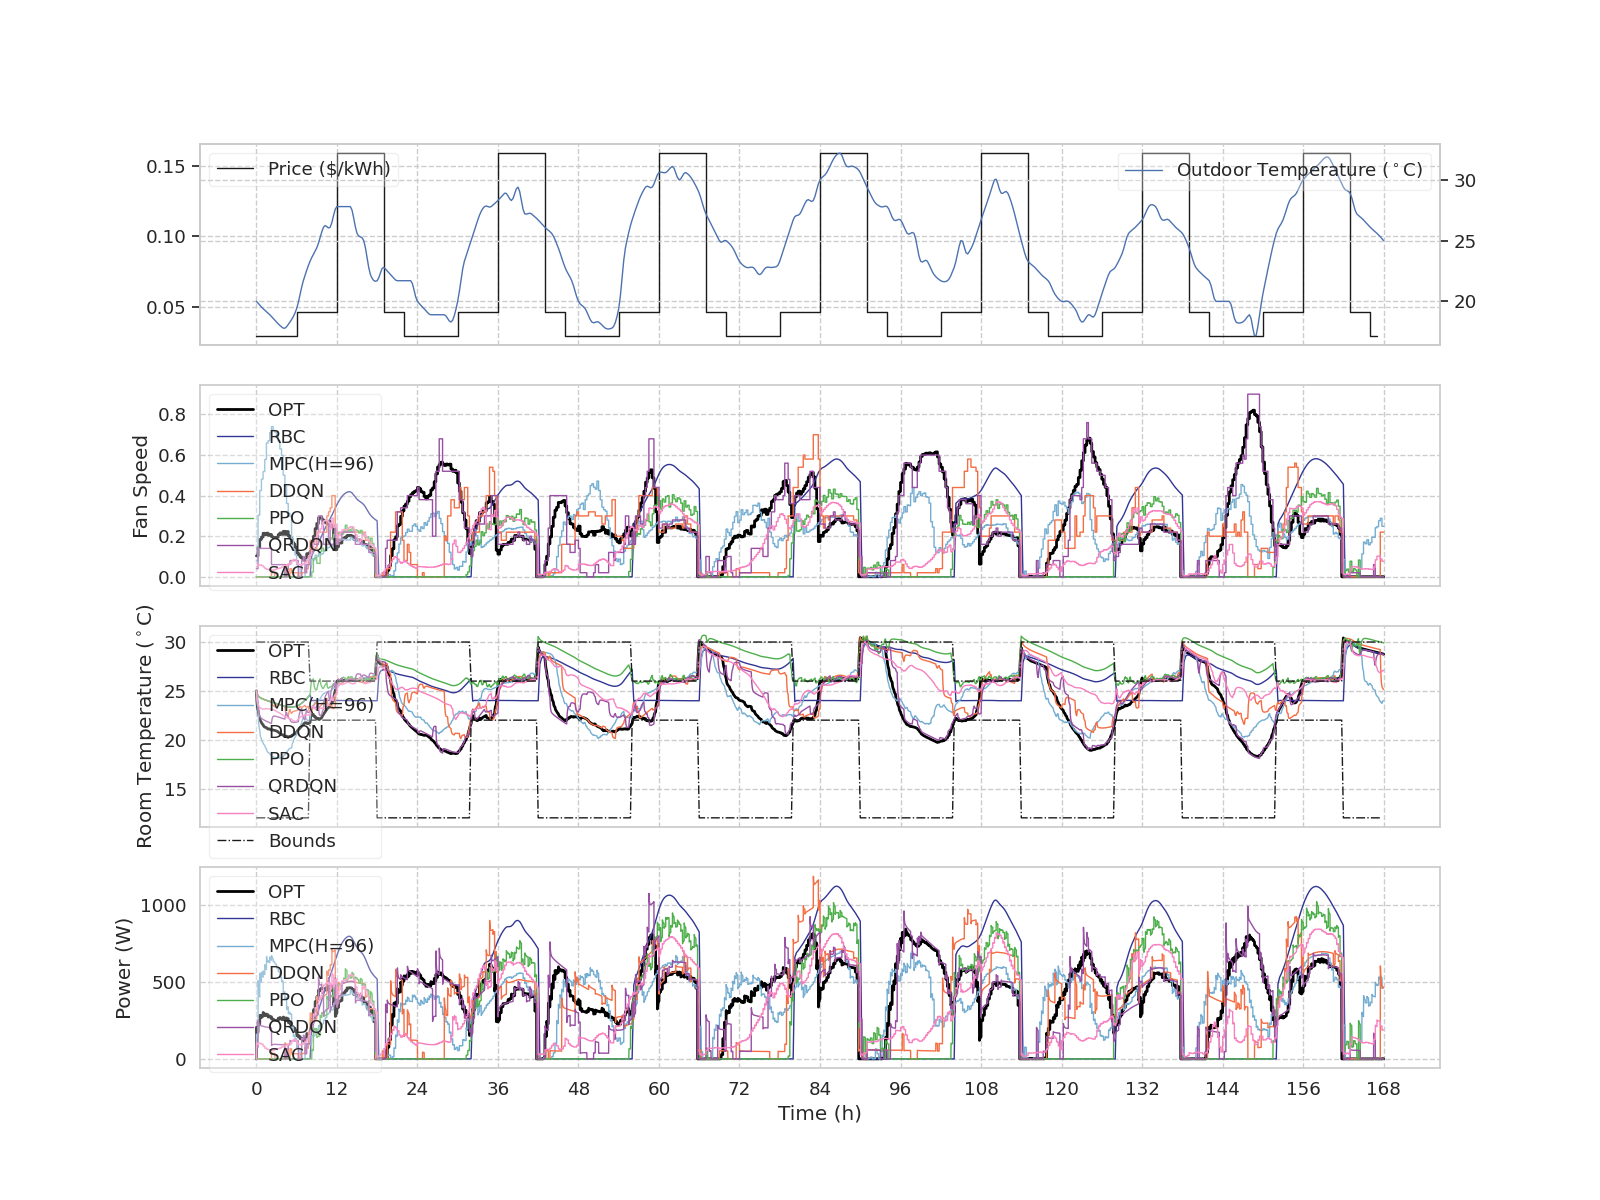 Price ($/kWh)
Outdoor Temperature (°C)
0.15
0.10
0.05
30
25
20
Fan Speed
0.8
0.6
0.4
0.2
0.0
OPT
RBC
MPC(H=96)
DDQN
PPO
QRDQN
SAC
Room Temperature (°C)
30
25
20
15
OPT
RBC
MPC(H=96)
DDQN
PPO
QRDQN
SAC
Bounds
Power (W)
1000
500
0
OPT
RBC
MPC(H=96)
DDQN
PPO
QRDQN
SAC
0 12 24 36 48 60 72 84 96 108 120 132 144 156 168
Time (h)